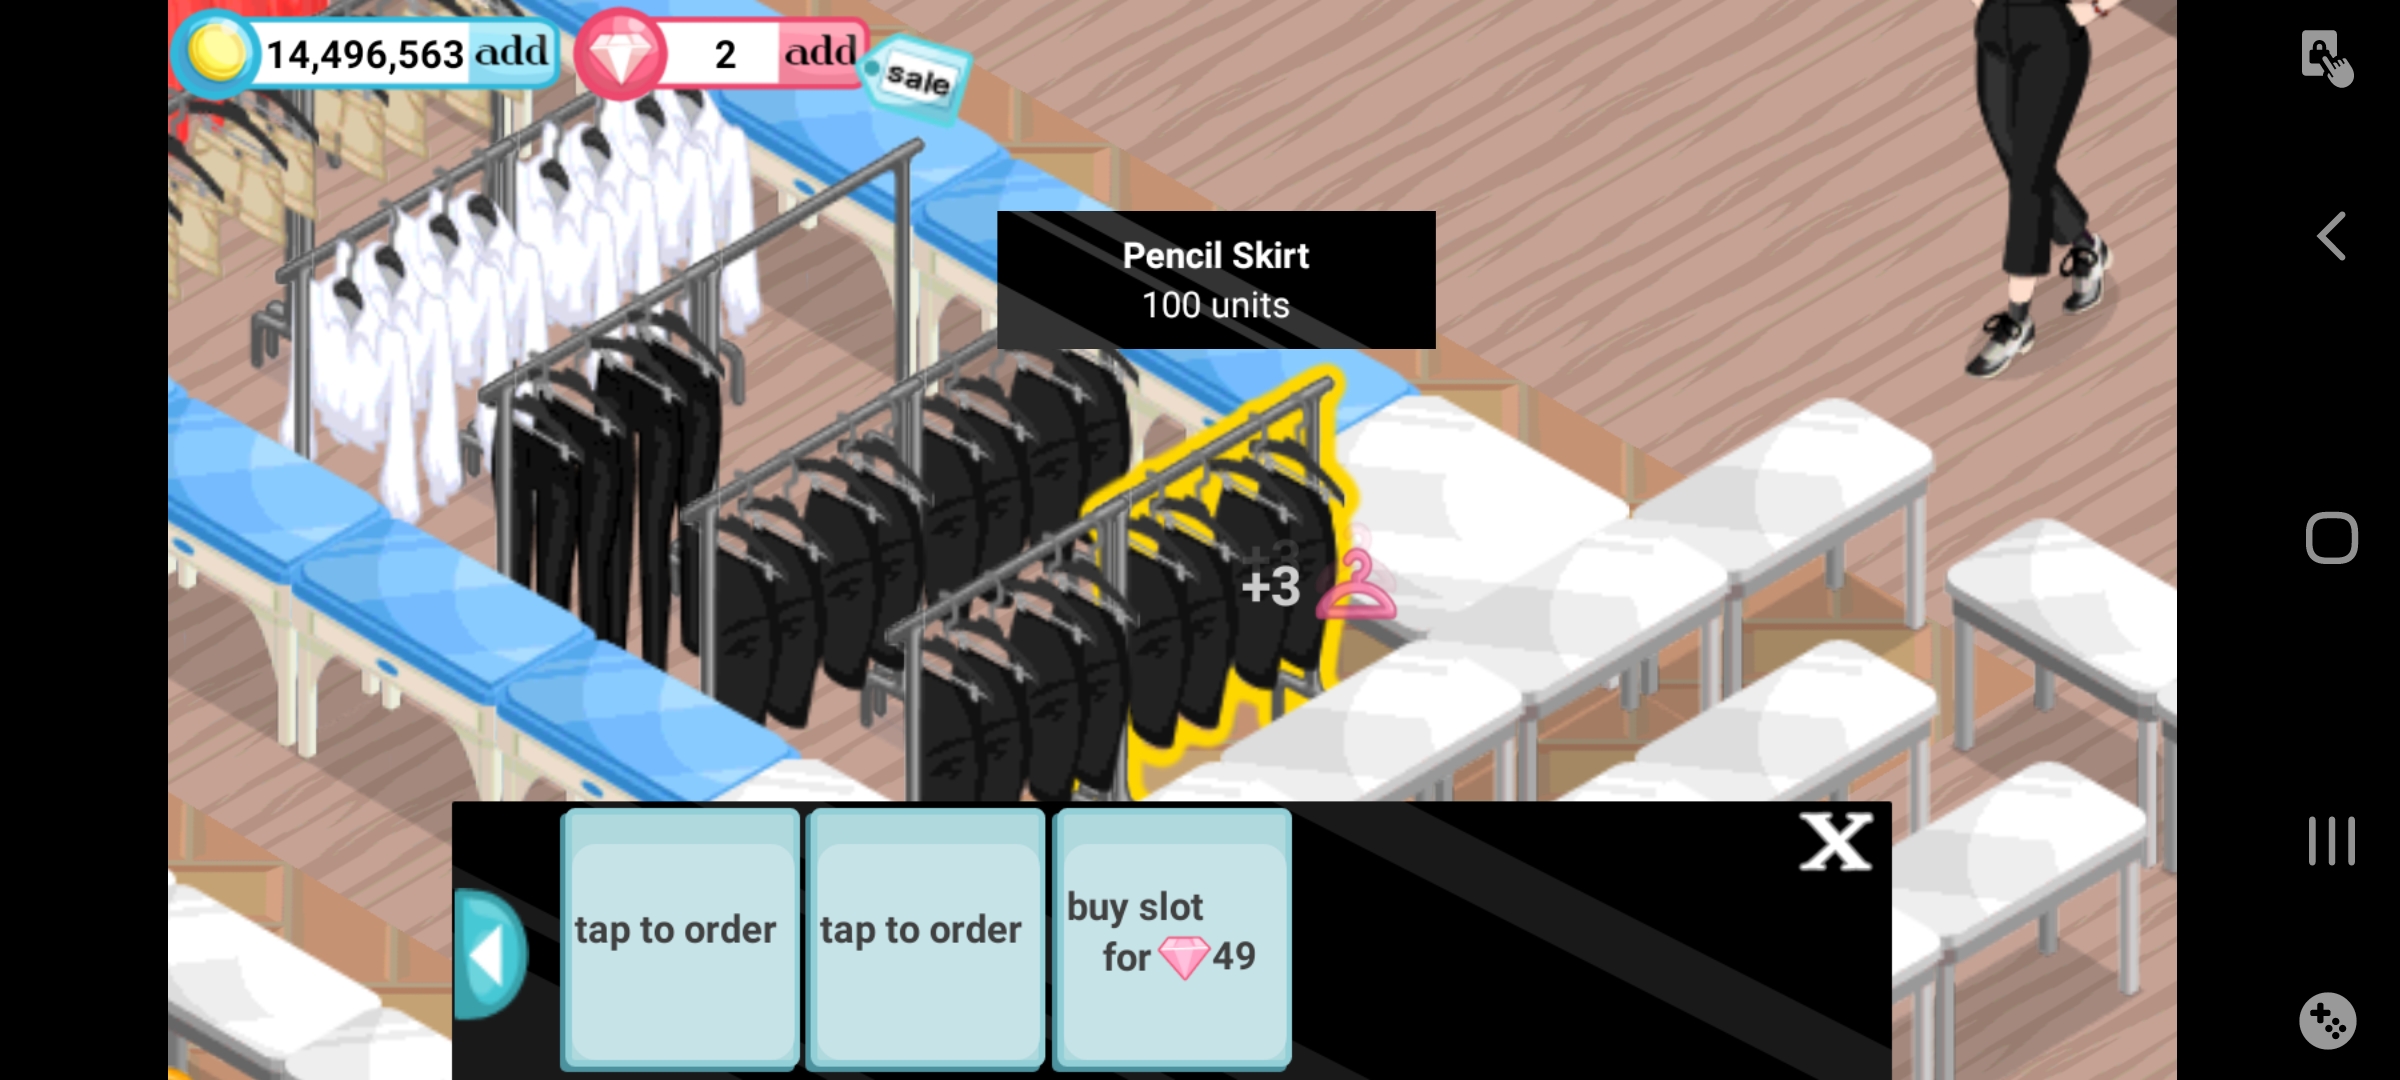 14,496,563 add
2 add
sale
Pencil Skirt
100 units
+3
+3
tap to order
tap to order
buy slot
for 49
X